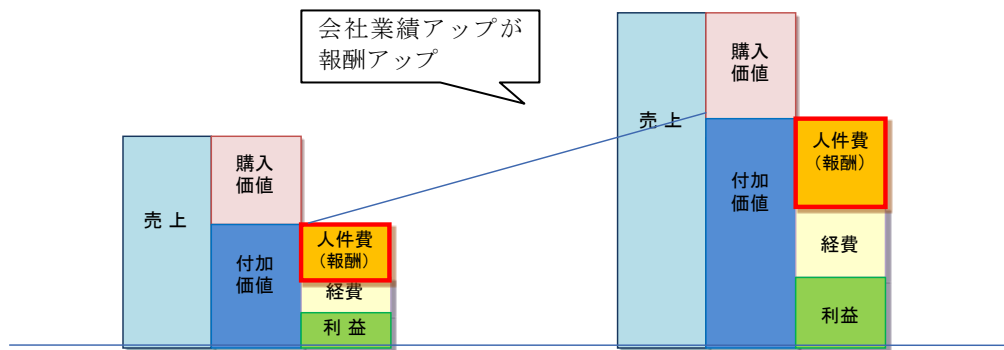 会社業績アップが
報酬アップ
売 上
購入
価値
付加
価値
人件費
（報酬）
経費
利 益
売 上
購入
価値
付加
価値
人件費
（報酬）
経費
利益